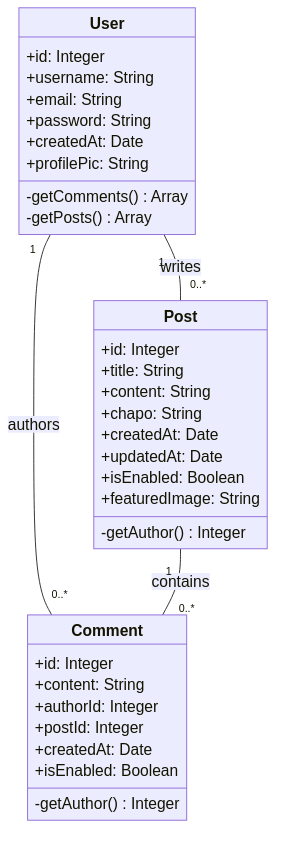 User
+id: Integer
+username: String
+email: String
+password: String
+createdAt: Date
+profilePic: String
-getComments() : Array
-getPosts() : Array
1
1
writes
0..*
Post
+id: Integer
+title: String
+content: String
+chapo: String
+createdAt: Date
+updatedAt: Date
+isEnabled: Boolean
+featuredImage: String
-getAuthor() : Integer
authors
1
contains
0..*
0..*
Comment
+id: Integer
+content: String
+authorId: Integer
+postId: Integer
+createdAt: Date
+isEnabled: Boolean
-getAuthor() : Integer